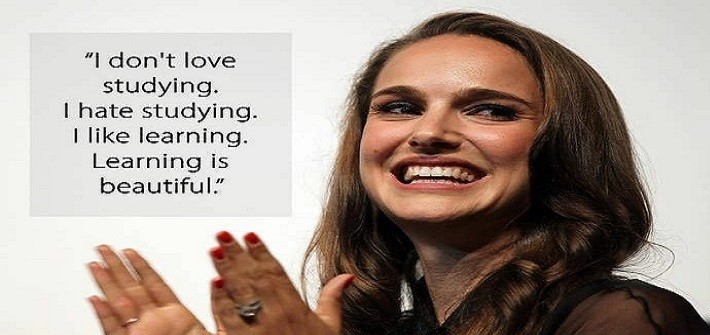 “I don't love
studying.
I hate studying.
I like learning.
Learning is
beautiful.”